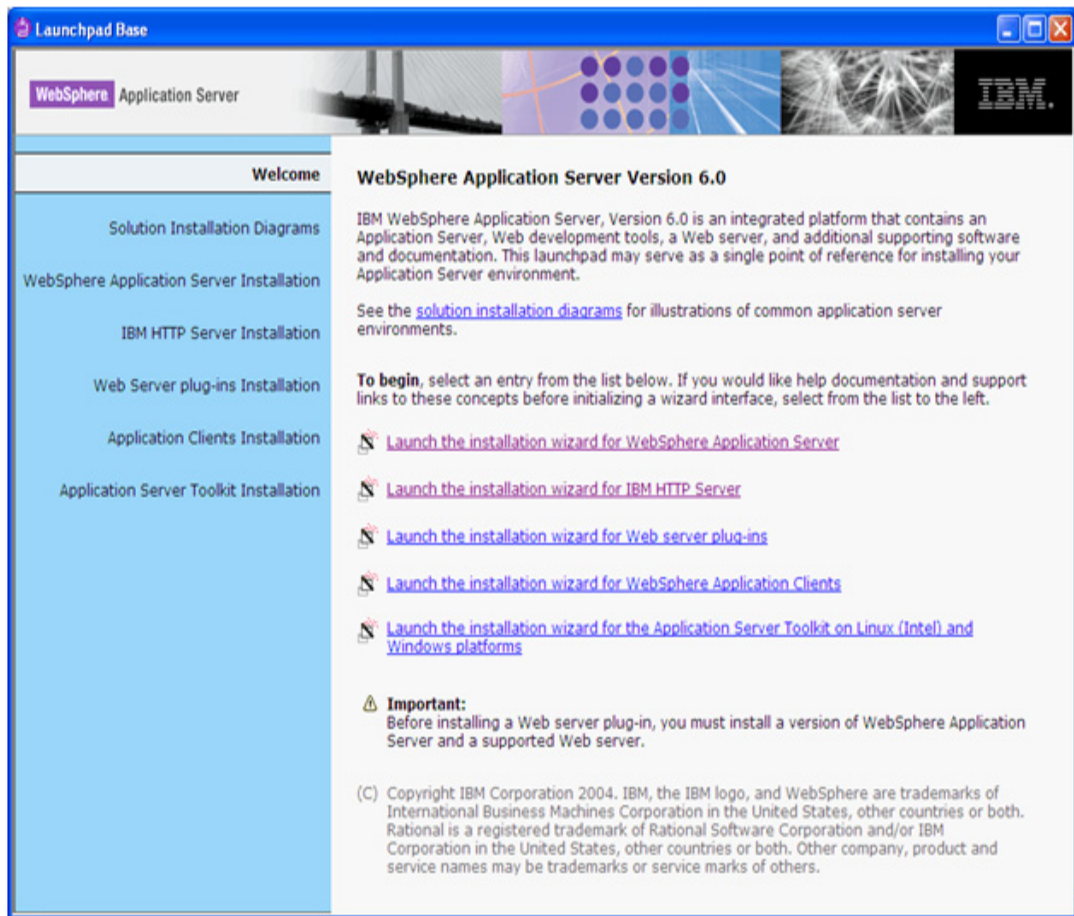 Launchpad Base
WebSphere Application Server
IBM.
Welcome
Solution Installation Diagrams
WebSphere Application Server Installation
IBM HTTP Server Installation
Web Server plug-ins Installation
Application Clients Installation
Application Server Toolkit Installation
WebSphere Application Server Version 6.0
IBM WebSphere Application Server, Version 6.0 is an integrated platform that contains an
Application Server, Web development tools, a Web server, and additional supporting software
and documentation. This launchpad may serve as a single point of reference for installing your
Application Server environment.
See the solution installation diagrams for illustrations of common application server
environments.
To begin, select an entry from the list below. If you would like help documentation and support
links to these concepts before initializing a wizard interface, select from the list to the left.
Launch the installation wizard for WebSphere Application Server
Launch the installation wizard for IBM HTTP Server
Launch the installation wizard for Web server plug-ins
Launch the installation wizard for WebSphere Application Clients
Launch the installation wizard for the Application Server Toolkit on Linux (Intel) and
Windows platforms
Important:
Before installing a Web server plug-in, you must install a version of WebSphere Application
Server and a supported Web server.
(C) Copyright IBM Corporation 2004. IBM, the IBM logo, and WebSphere are trademarks of
International Business Machines Corporation in the United States, other countries or both.
Rational is a registered trademark of Rational Software Corporation and/or IBM
Corporation in the United States, other countries or both. Other company, product and
service names may be trademarks or service marks of others.